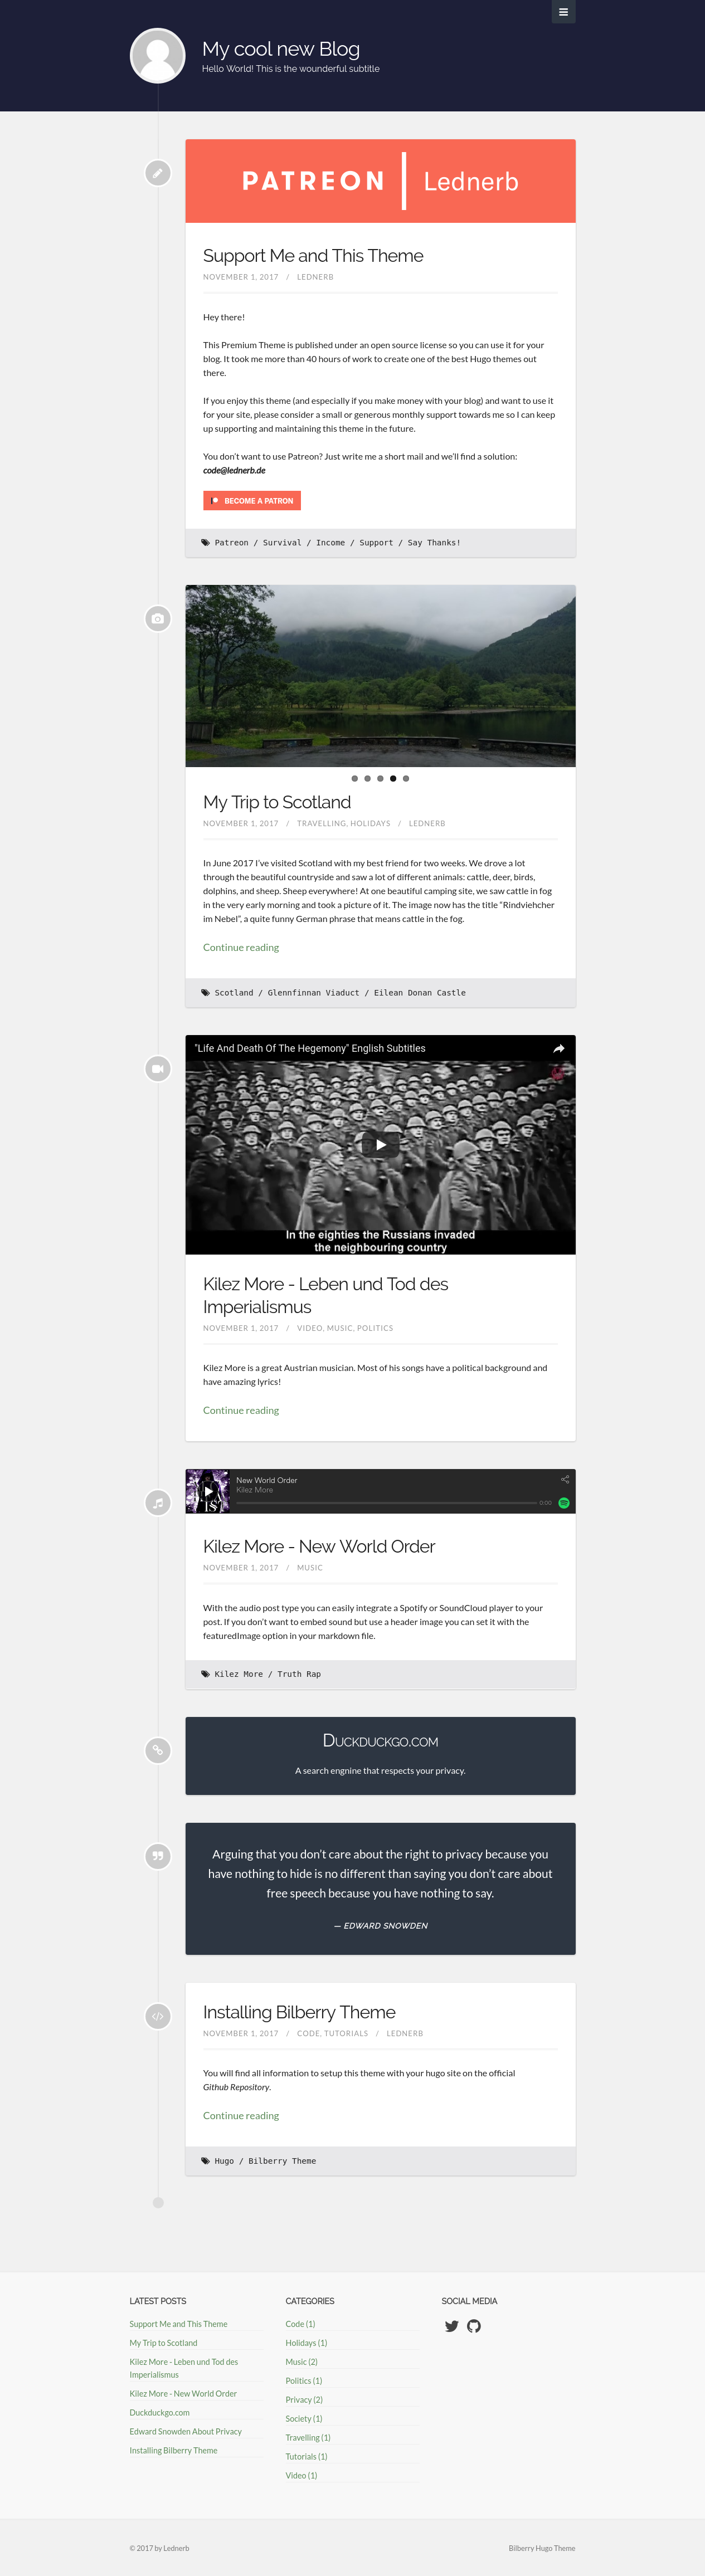 My cool new Blog
Hello World! This is the wounderful subtitle
PATREON | Lednerb
Support Me and This Theme
NOVEMBER 1, 2017 / LEDNERB
Hey there!
This Premium Theme is published under an open source license so you can use it for your
blog. It took me more than 40 hours of work to create one of the best Hugo themes out
there.
If you enjoy this theme (and especially if you make money with your blog) and want to use it
for your site, please consider a small or generous monthly support towards me so I can keep
up supporting and maintaining this theme in the future.
You don't want to use Patreon? Just write me a short mail and we'll find a solution:
code@lednerb.de
BECOME A PATRON
Patreon / Survival / Income / Support / Say Thanks!
My Trip to Scotland
NOVEMBER 1, 2017 / TRAVELLING, HOLIDAYS / LEDNERB
In June 2017 I've visited Scotland with my best friend for two weeks. We drove a lot
through the beautiful countryside and saw a lot of different animals: cattle, deer, birds,
dolphins, and sheep. Sheep everywhere! At one beautiful camping site, we saw cattle in fog
in the very early morning and took a picture of it. The image now has the title “Rindviehcher
im Nebel”, a quite funny German phrase that means cattle in the fog.
Continue reading
Scotland / Glennfinnan Viaduct / Eilean Donan Castle
"Life And Death Of The Hegemony" English Subtitles
In the eighties the Russians invaded
the neighbouring country
Kilez More - Leben und Tod des
Imperialismus
NOVEMBER 1, 2017 / VIDEO, MUSIC, POLITICS
Kilez More is a great Austrian musician. Most of his songs have a political background and
have amazing lyrics!
Continue reading
New World Order
Kilez More
0:00
Kilez More - New World Order
NOVEMBER 1, 2017 / MUSIC
With the audio post type you can easily integrate a Spotify or SoundCloud player to your
post. If you don't want to embed sound but use a header image you can set it with the
featuredImage option in your markdown file.
Kilez More / Truth Rap
Duckduckgo.com
A search engnine that respects your privacy.
Arguing that you don't care about the right to privacy because you
have nothing to hide is no different than saying you don't care about
free speech because you have nothing to say.
— EDWARD SNOWDEN
Installing Bilberry Theme
NOVEMBER 1, 2017 / CODE, TUTORIALS / LEDNERB
You will find all information to setup this theme with your hugo site on the official
Github Repository.
Continue reading
Hugo / Bilberry Theme
LATEST POSTS
Support Me and This Theme
My Trip to Scotland
Kilez More - Leben und Tod des
Imperialismus
Kilez More - New World Order
Duckduckgo.com
Edward Snowden About Privacy
Installing Bilberry Theme
CATEGORIES
Code (1)
Holidays (1)
Music (2)
Politics (1)
Privacy (2)
Society (1)
Travelling (1)
Tutorials (1)
Video (1)
SOCIAL MEDIA
© 2017 by Lednerb
Bilberry Hugo Theme